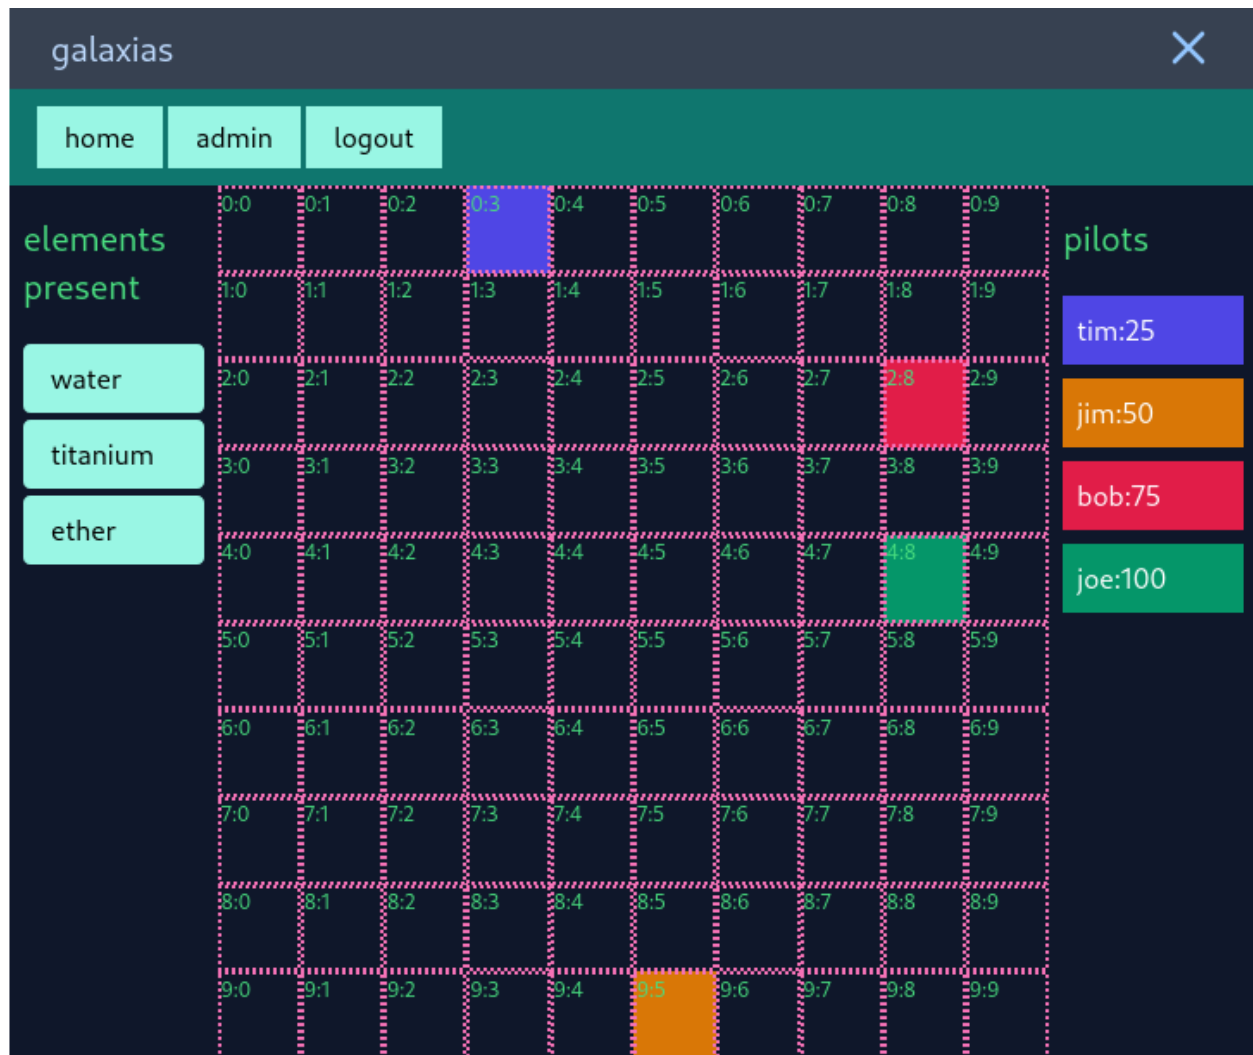 galaxias
home admin logout
elements
present
water
titanium
ether
0:0 0:1 0:2 0:3 0:4 0:5 0:6 0:7 0:8 0:9
1:0 1:1 1:2 1:3 1:4 1:5 1:6 1:7 1:8 1:9
2:0 2:1 2:2 2:3 2:4 2:5 2:6 2:7 2:8 2:9
3:0 3:1 3:2 3:3 3:4 3:5 3:6 3:7 3:8 3:9
4:0 4:1 4:2 4:3 4:4 4:5 4:6 4:7 4:8 4:9
5:0 5:1 5:2 5:3 5:4 5:5 5:6 5:7 5:8 5:9
6:0 6:1 6:2 6:3 6:4 6:5 6:6 6:7 6:8 6:9
7:0 7:1 7:2 7:3 7:4 7:5 7:6 7:7 7:8 7:9
8:0 8:1 8:2 8:3 8:4 8:5 8:6 8:7 8:8 8:9
9:0 9:1 9:2 9:3 9:4 9:5 9:6 9:7 9:8 9:9
pilots
tim:25
jim:50
bob:75
joe:100